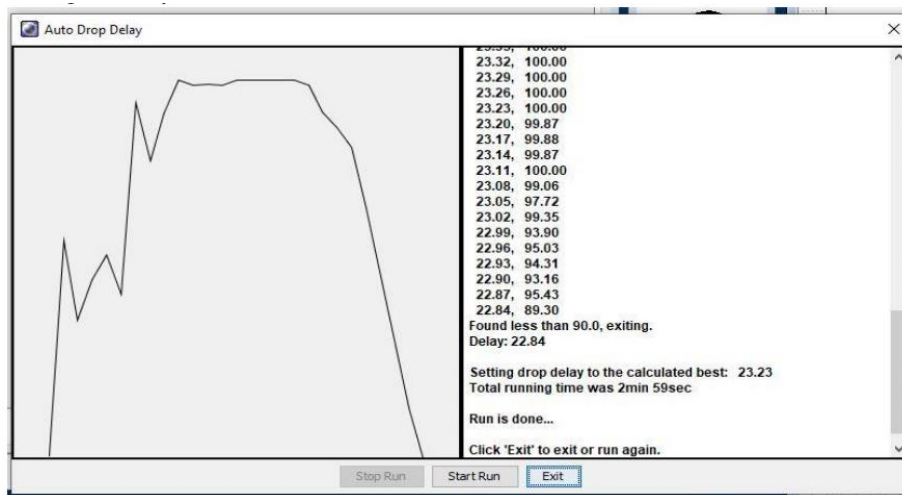 Auto Drop Delay
23.32, 100.00
23.29, 100.00
23.26, 100.00
23.23, 100.00
23.20, 99.87
23.17, 99.88
23.14, 99.87
23.11, 100.00
23.08, 99.06
23.05, 97.72
23.02, 99.35
22.99, 93.90
22.96, 95.03
22.93, 94.31
22.90, 93.16
22.87, 95.43
22.84, 89.30
Found less than 90.0, exiting.
Delay: 22.84
Setting drop delay to the calculated best: 23.23
Total running time was 2min 59sec
Run is done...
Click 'Exit' to exit or run again.
Stop Run Start Run Exit